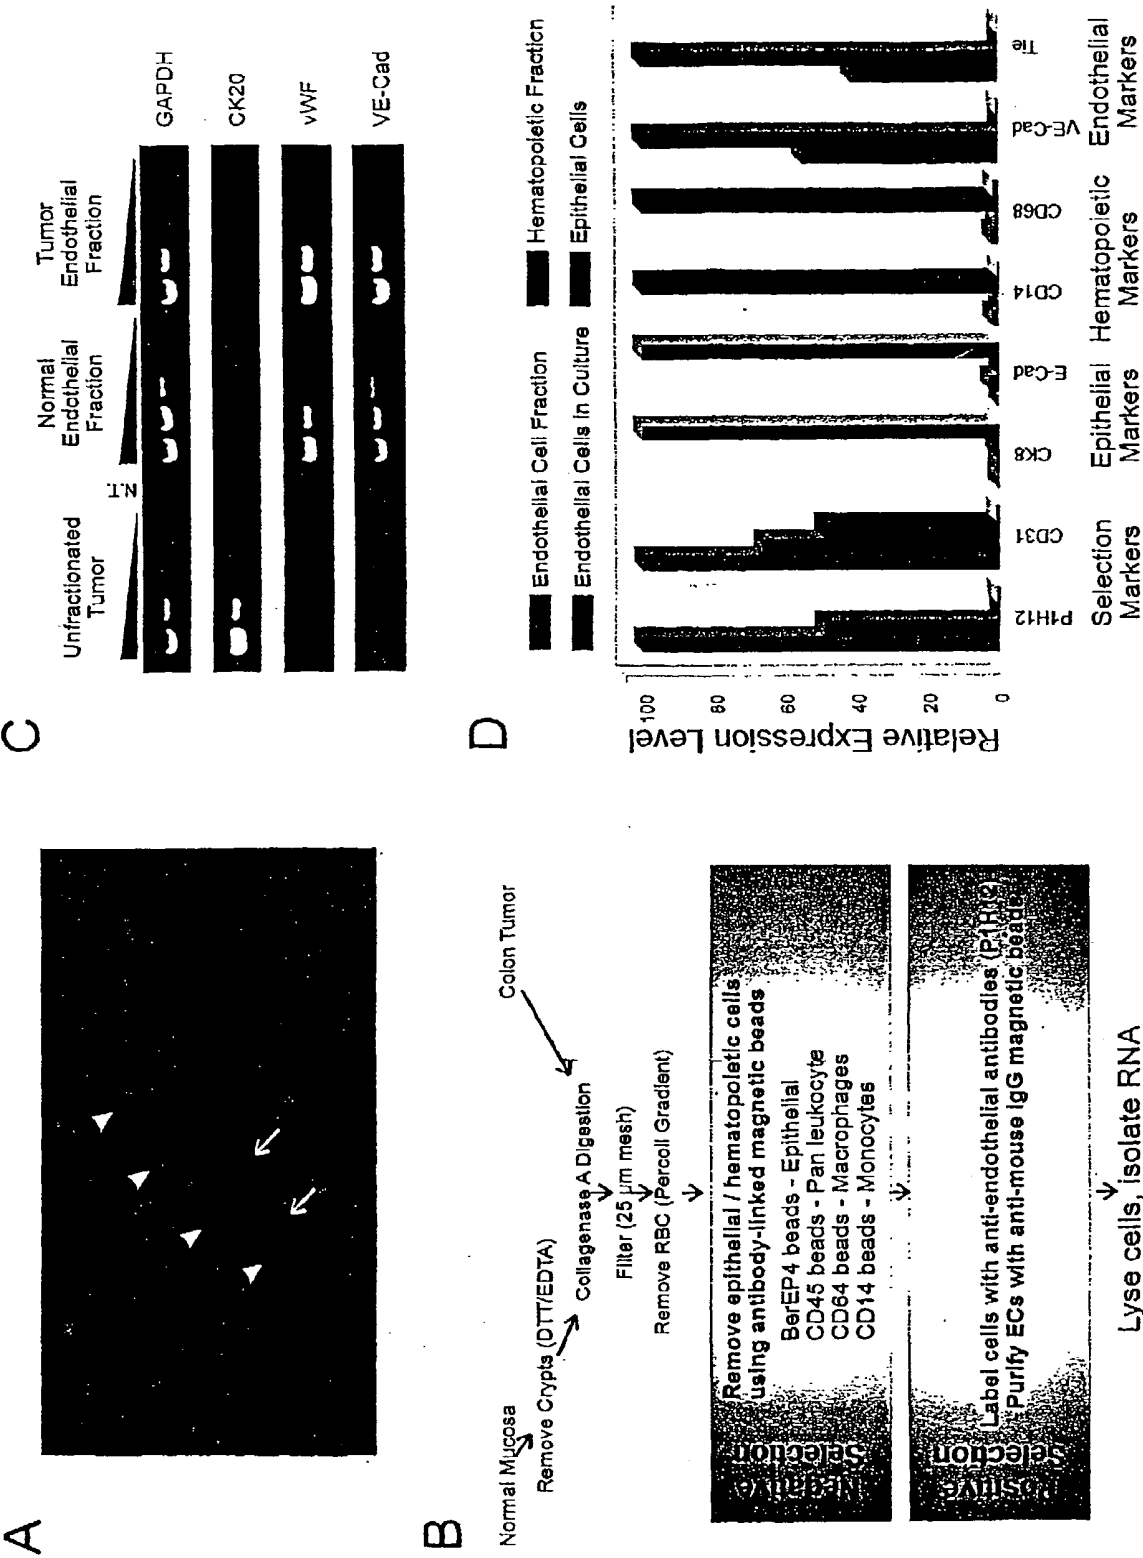 A
B
Normal Mucosa
Remove Crypts (DTT/EDTA)
Colon Tumor
Collagenase A Digestion
Filter (25 µm mesh)
Remove RBC (Percoll Gradient)
Negative
Selection
Remove epithelial / hematopoietic cells
using antibody-linked magnetic beads
BerEP4 beads - Epithelial
CD45 beads - Pan leukocyte
CD64 beads - Macrophages
CD14 beads - Monocytes
Positive
Selection
Label cells with anti-endothelial antibodies (P1H12)
Purify ECs with anti-mouse IgG magnetic beads
Lyse cells, isolate RNA
C
Unfractionated
Tumor
N.T.
Normal
Endothelial
Fraction
Tumor
Endothelial
Fraction
GAPDH
CK20
vWF
VE-Cad
D
Endothelial Cell Fraction
Hematopoietic Fraction
Endothelial Cells in Culture
Epithelial Cells
Relative Expression Level
100
80
60
40
20
0
P1H12
CD31
CK8
E-Cad
CD14
CD68
VE-Cad
Tie
Selection
Markers
Epithelial
Markers
Hematopoietic
Markers
Endothelial
Markers